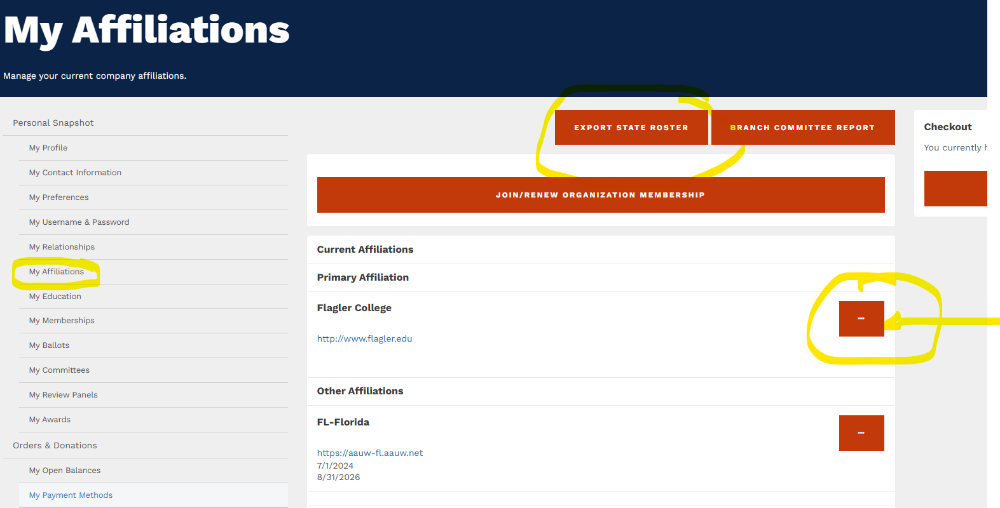 My Affiliations
Manage your current company affiliations.
Personal Snapshot
My Profile
My Contact Information
My Preferences
My Username & Password
My Relationships
My Affiliations
My Education
My Memberships
My Ballots
My Committees
My Review Panels
My Awards
Orders & Donations
My Open Balances
My Payment Methods
EXPORT STATE ROSTER
BRANCH COMMITTEE REPORT
JOIN/RENEW ORGANIZATION MEMBERSHIP
Current Affiliations
Primary Affiliation
Flagler College
...
http://www.flagler.edu
Other Affiliations
FL-Florida
...
https://aauw-fl.aauw.net
7/1/2024
8/31/2026
Checkout
You currently